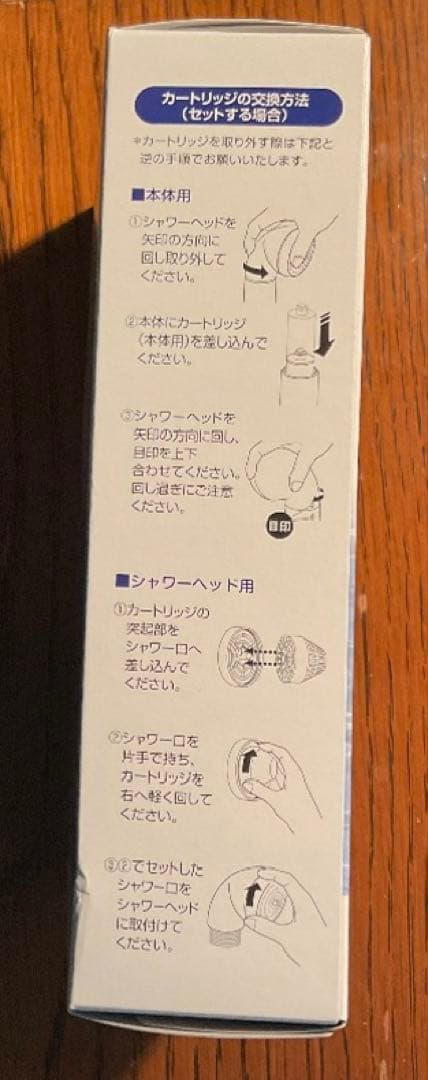 カートリッジの交換方法
(セットする場合)
*カートリッジを取り外す際は下記と
逆の手順でお願いいたします。
■本体用
①シャワーヘッドを
矢印の方向に
回し取り外して
ください。
②本体にカートリッジ
(本体用)を差し込んで
ください。
③シャワーヘッドを
矢印の方向に回し、
目印を上下
合わせてください。
回し過ぎにご注意
ください。
目印
■シャワーヘッド用
①カートリッジの
突起部を
シャワー口へ
差し込んで
ください。
②シャワー口を
片手で持ち、
カートリッジを
右へ軽く回して
ください。
③②でセットした
シャワー口を
シャワーヘッド
に取付けて
ください。